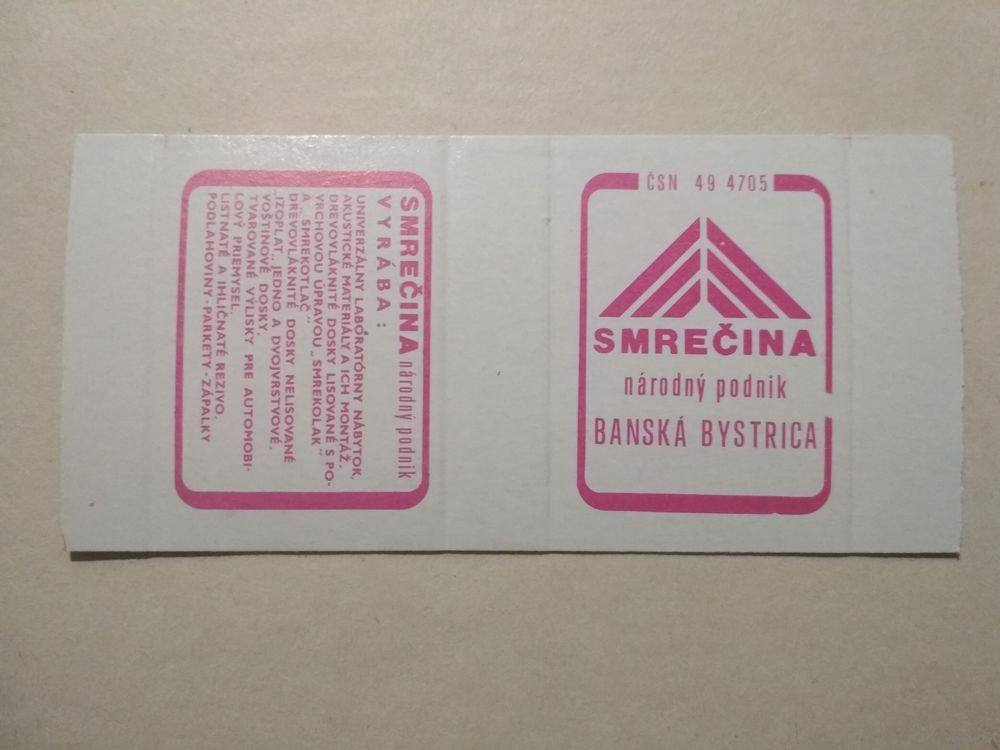 SMREČINA národný podnik
VYRÁBA :
UNIVERZÁLNY LABORATÓRNY NÁBYTOK,
AKUSTICKÉ MATERIÁLY A ICH MONTÁŽ,
DREVOVLÁKNITÉ DOSKY LISOVANÉ S PO-
VRCHOVOU ÚPRAVOU „SMREKOLAK"
A „SMREKOTLAČ"
DREVOVLÁKNITÉ DOSKY NELISOVANÉ
„IZOPLAT„ JEDNO A DVOJVRSTVOVÉ,
VOŠTINOVÉ DOSKY,
TVAROVANÉ VÝLISKY PRE AUTOMOBI-
LOVÝ PRIEMYSEL,
LISTNATÉ A IHLIČNATÉ REZIVO,
PODLAHOVINY-PARKETY-ZÁPALKY
ČSN 49 4705
SMREČINA
národný podnik
BANSKÁ BYSTRICA